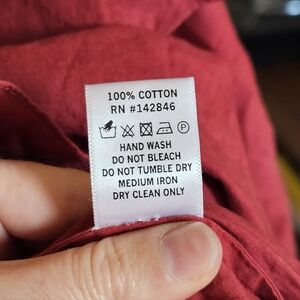 100% COTTON
RN #142846
P
HAND WASH
DO NOT BLEACH
DO NOT TUMBLE DRY
MEDIUM IRON
DRY CLEAN ONLY